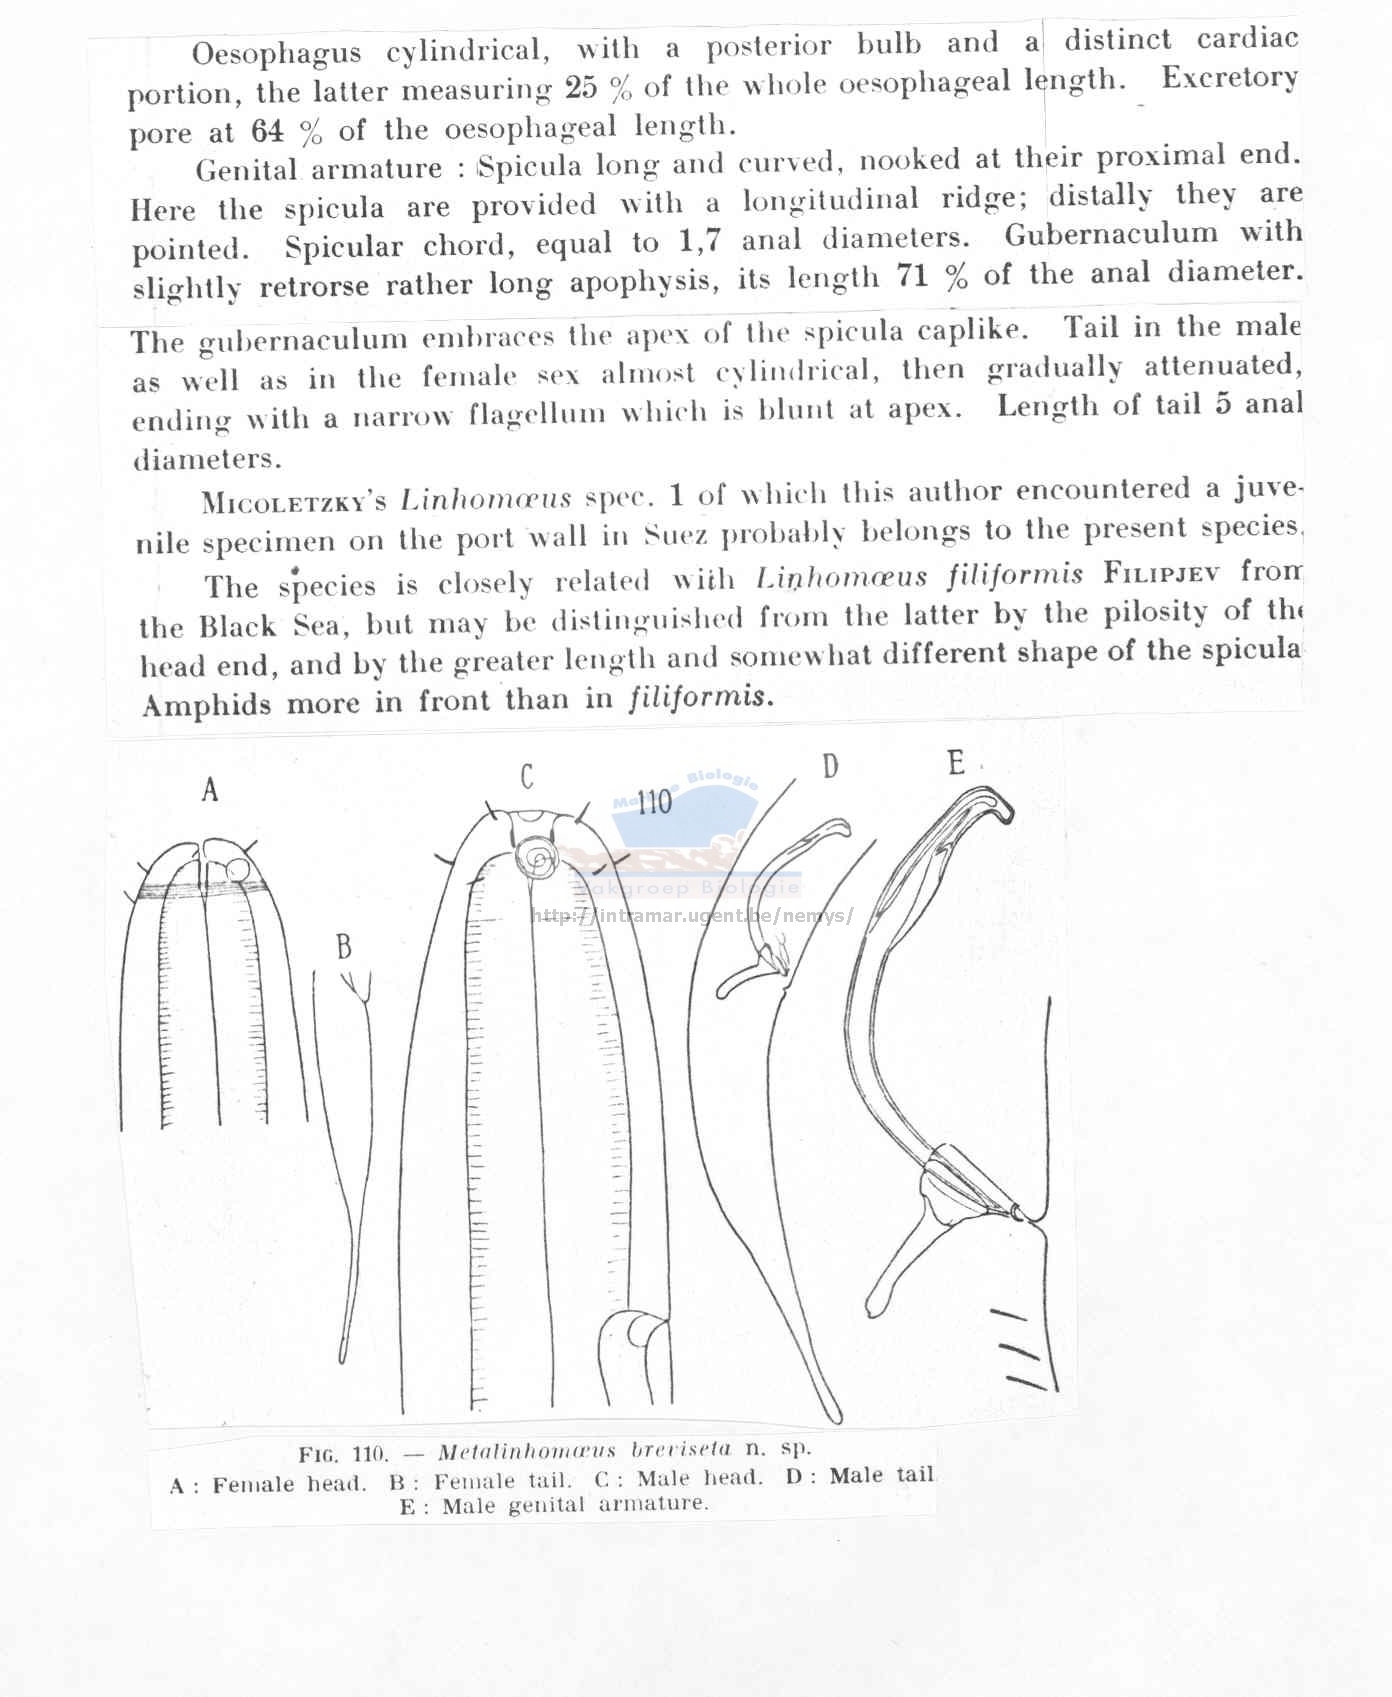 Oesophagus cylindrical, with a posterior bulb and a distinct cardiac
portion, the latter measuring 25 % of the whole oesophageal length. Excretory
pore at 64 % of the oesophageal length.
Genital armature : Spicula long and curved, nooked at their proximal end.
Here the spicula are provided with a longitudinal ridge; distally they are
pointed. Spicular chord, equal to 1,7 anal diameters. Gubernaculum with
slightly retrorse rather long apophysis, its length 71 % of the anal diameter.
The gubernaculum embraces the apex of the spicula caplike. Tail in the male
as well as in the female sex almost cylindrical, then gradually attenuated,
ending with a narrow flagellum which is blunt at apex. Length of tail 5 anal
diameters.
MICOLETZKY's Linhomœus spec. 1 of which this author encountered a juve-
nile specimen on the port wall in Suez probably belongs to the present species.
The species is closely related with Linhomœus filiformis FILIPJEV from
the Black Sea, but may be distinguished from the latter by the pilosity of the
head end, and by the greater length and somewhat different shape of the spicula
Amphids more in front than in filiformis.
A
B
C
110
D
E
Marine Biologie
Vakgroep Biologie
http://intramar.ugent.be/nemys/
FIG. 110. — Metalinhomœus breviseta n. sp.
A : Female head. B : Female tail. C : Male head. D : Male tail
E : Male genital armature.